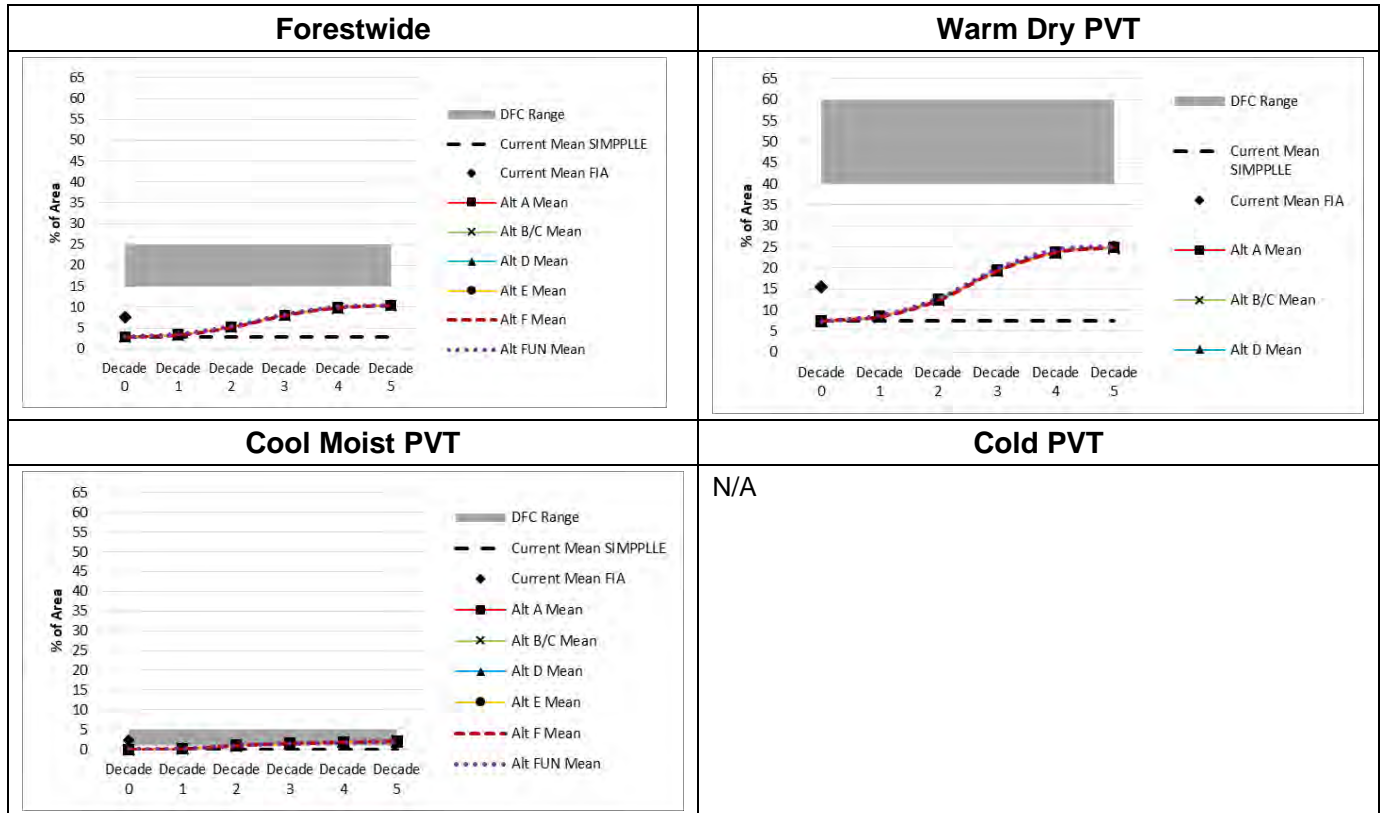 Forestwide
Warm Dry PVT
65
60
55
50
45
40
35
30
25
20
15
10
5
0
% of Area
Decade Decade Decade Decade Decade Decade
0 1 2 3 4 5
DFC Range
Current Mean SIMPPLLE
Current Mean FIA
Alt A Mean
Alt B/C Mean
Alt D Mean
Alt E Mean
Alt F Mean
Alt FUN Mean
65
60
55
50
45
40
35
30
25
20
15
10
5
0
% of Area
Decade Decade Decade Decade Decade Decade
0 1 2 3 4 5
DFC Range
Current Mean
SIMPPLLE
Current Mean FIA
Alt A Mean
Alt B/C Mean
Alt D Mean
Cool Moist PVT
Cold PVT
65
60
55
50
45
40
35
30
25
20
15
10
5
0
% of Area
Decade Decade Decade Decade Decade Decade
0 1 2 3 4 5
DFC Range
Current Mean SIMPPLLE
Current Mean FIA
Alt A Mean
Alt B/C Mean
Alt D Mean
Alt E Mean
Alt F Mean
Alt FUN Mean
N/A